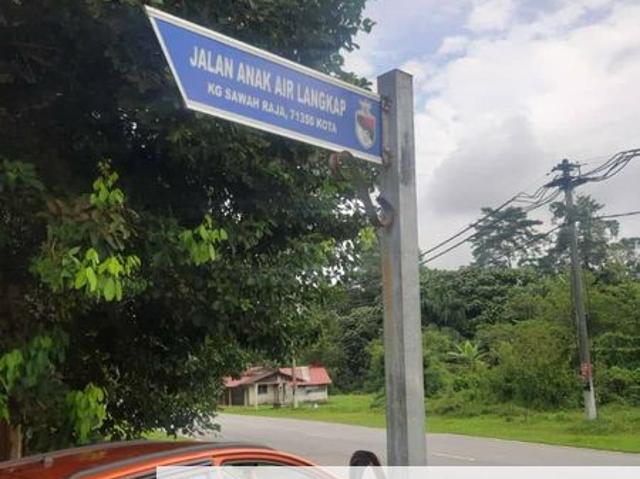 JALAN ANAK AIR LANGKAP
KG SAWAH RAJA, 71350 KOTA